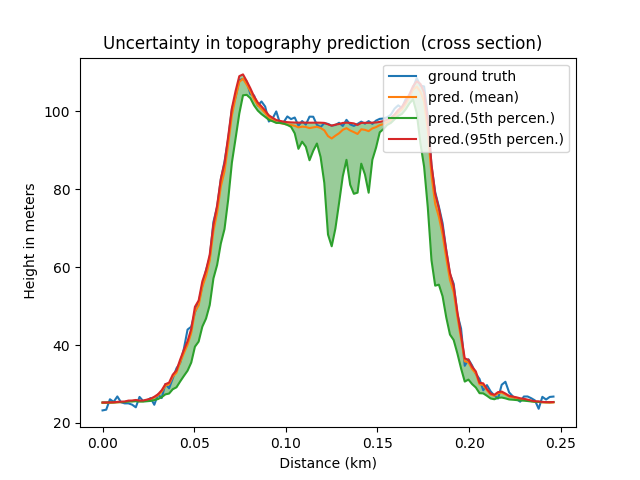 Uncertainty in topography prediction  (cross section)
ground truth
pred. (mean)
pred.(5th percen.)
pred.(95th percen.)
100
80
60
40
20
Height in meters
0.00 0.05 0.10 0.15 0.20 0.25
Distance (km)